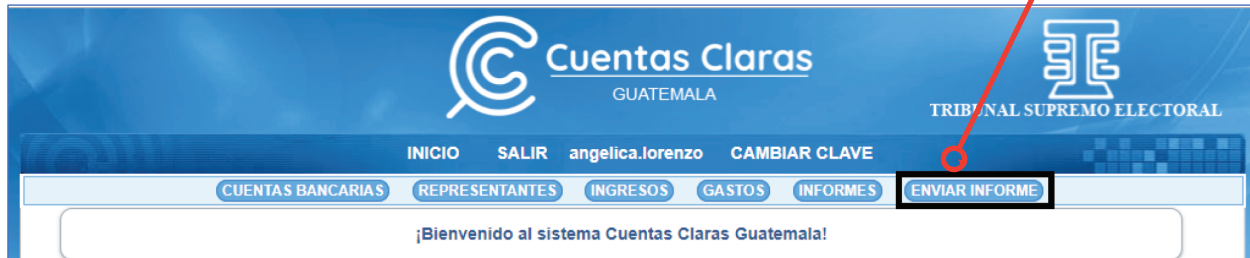 Cuentas Claras
GUATEMALA
TRIBUNAL SUPREMO ELECTORAL
INICIO SALIR angelica.lorenzo CAMBIAR CLAVE
CUENTAS BANCARIAS REPRESENTANTES INGRESOS GASTOS INFORMES ENVIAR INFORME
¡Bienvenido al sistema Cuentas Claras Guatemala!